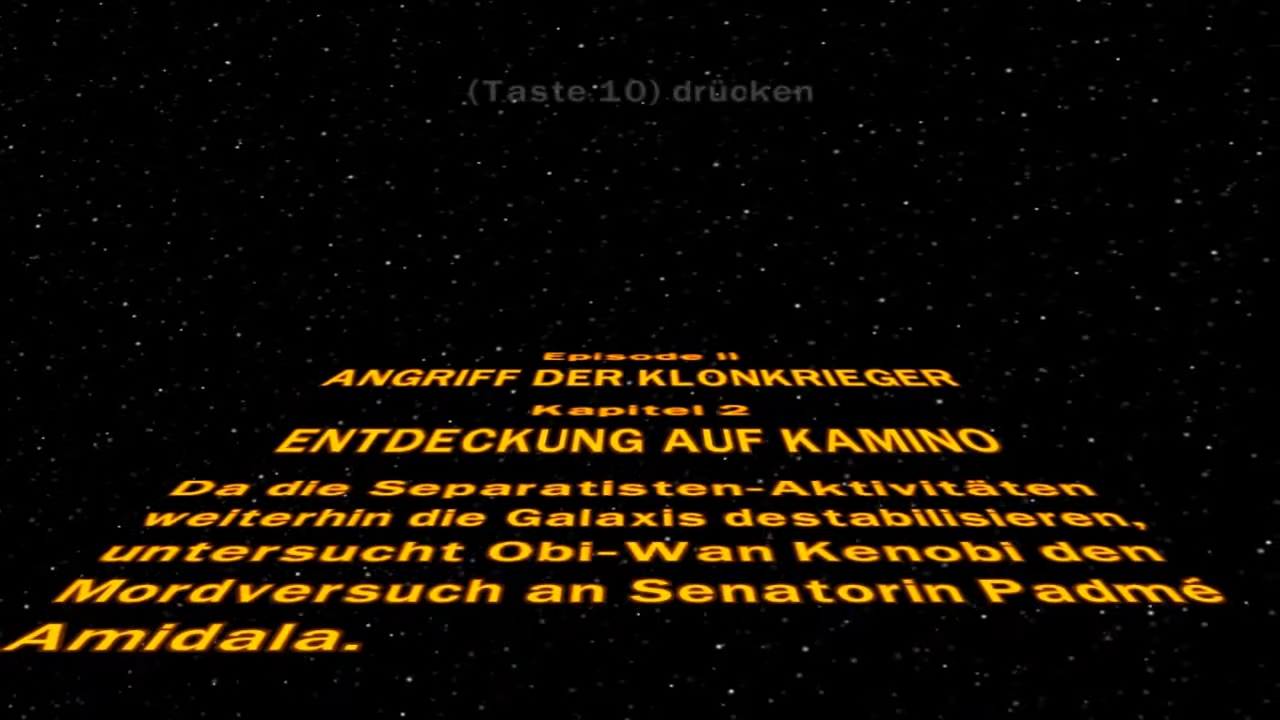 (Taste 10) drücken
Episode II
ANGRIFF DER KLONKRIEGER
Kapitel 2
ENTDECKUNG AUF KAMINO
Da die Separatisten-Aktivitäten
weiterhin die Galaxis destabilisieren,
untersucht Obi-Wan Kenobi den
Mordversuch an Senatorin Padmé
Amidala.